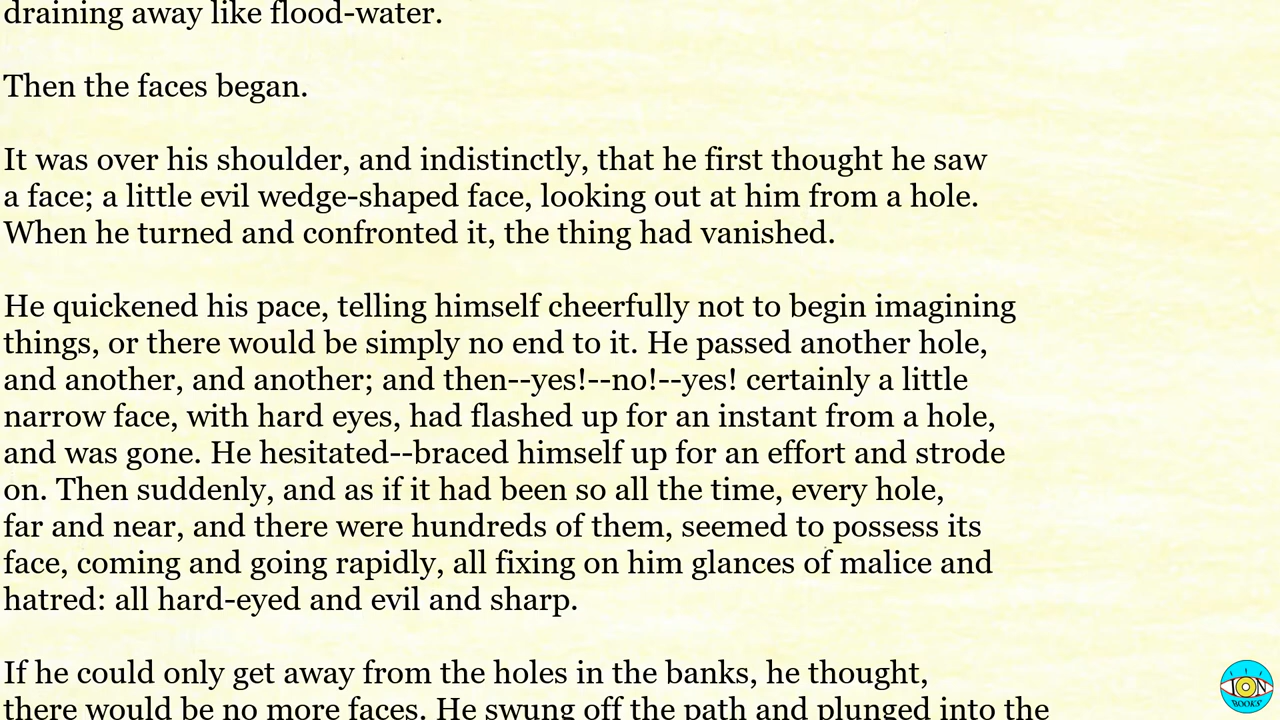 draining away like flood-water.
Then the faces began.
It was over his shoulder, and indistinctly, that he first thought he saw
a face; a little evil wedge-shaped face, looking out at him from a hole.
When he turned and confronted it, the thing had vanished.
He quickened his pace, telling himself cheerfully not to begin imagining
things, or there would be simply no end to it. He passed another hole,
and another, and another; and then--yes!--no!--yes! certainly a little
narrow face, with hard eyes, had flashed up for an instant from a hole,
and was gone. He hesitated--braced himself up for an effort and strode
on. Then suddenly, and as if it had been so all the time, every hole,
far and near, and there were hundreds of them, seemed to possess its
face, coming and going rapidly, all fixing on him glances of malice and
hatred: all hard-eyed and evil and sharp.
If he could only get away from the holes in the banks, he thought,
there would be no more faces. He swung off the path and plunged into the
ION
BOOKS